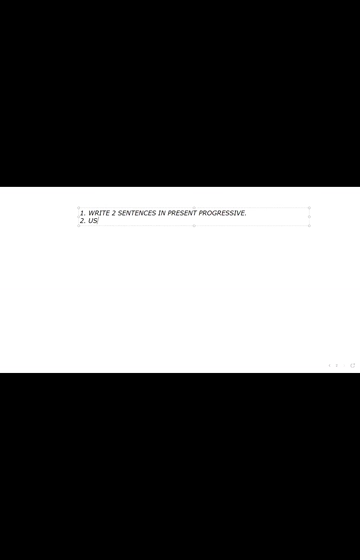 1. WRITE 2 SENTENCES IN PRESENT PROGRESSIVE.
2. US